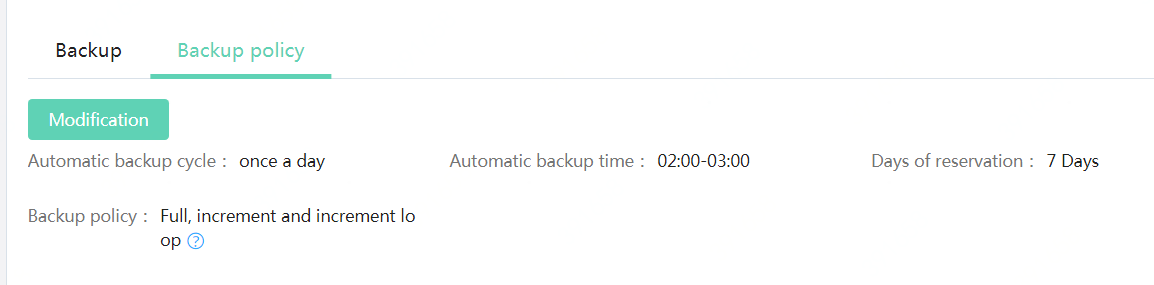 Backup Backup policy
Modification
Automatic backup cycle : once a day Automatic backup time : 02:00-03:00 Days of reservation : 7 Days
Backup policy : Full, increment and increment lo
op ?